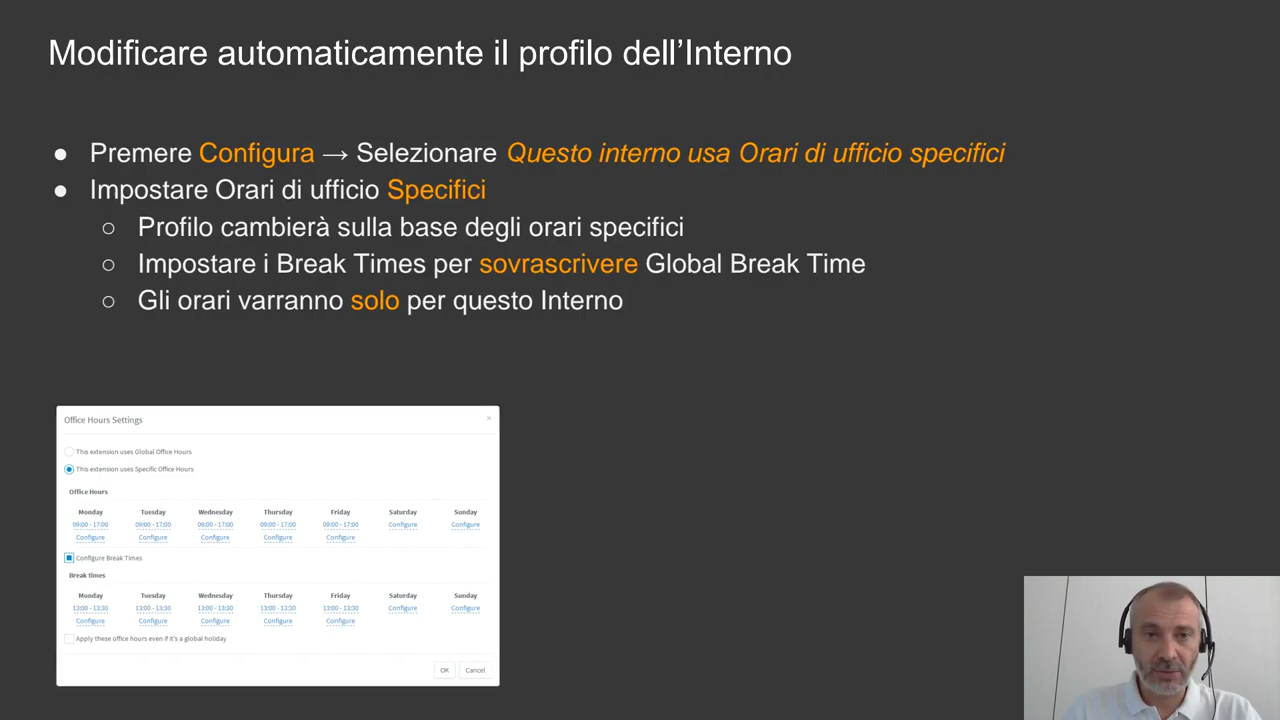 Modificare automaticamente il profilo dell'Interno
● Premere Configura → Selezionare Questo interno usa Orari di ufficio specifici
● Impostare Orari di ufficio Specifici
○ Profilo cambierà sulla base degli orari specifici
○ Impostare i Break Times per sovrascrivere Global Break Time
○ Gli orari varranno solo per questo Interno
Office Hours Settings ×
This extension uses Global Office Hours
This extension uses Specific Office Hours
Office Hours
Monday Tuesday Wednesday Thursday Friday Saturday Sunday
09:00 - 17:00 09:00 - 17:00 09:00 - 17:00 09:00 - 17:00 09:00 - 17:00 Configure Configure
Configure Configure Configure Configure Configure
Configure Break Times
Break times
Monday Tuesday Wednesday Thursday Friday Saturday Sunday
13:00 - 13:30 13:00 - 13:30 13:00 - 13:30 13:00 - 13:30 13:00 - 13:30 Configure Configure
Configure Configure Configure Configure Configure
Apply these office hours even if it's a global holiday
OK Cancel